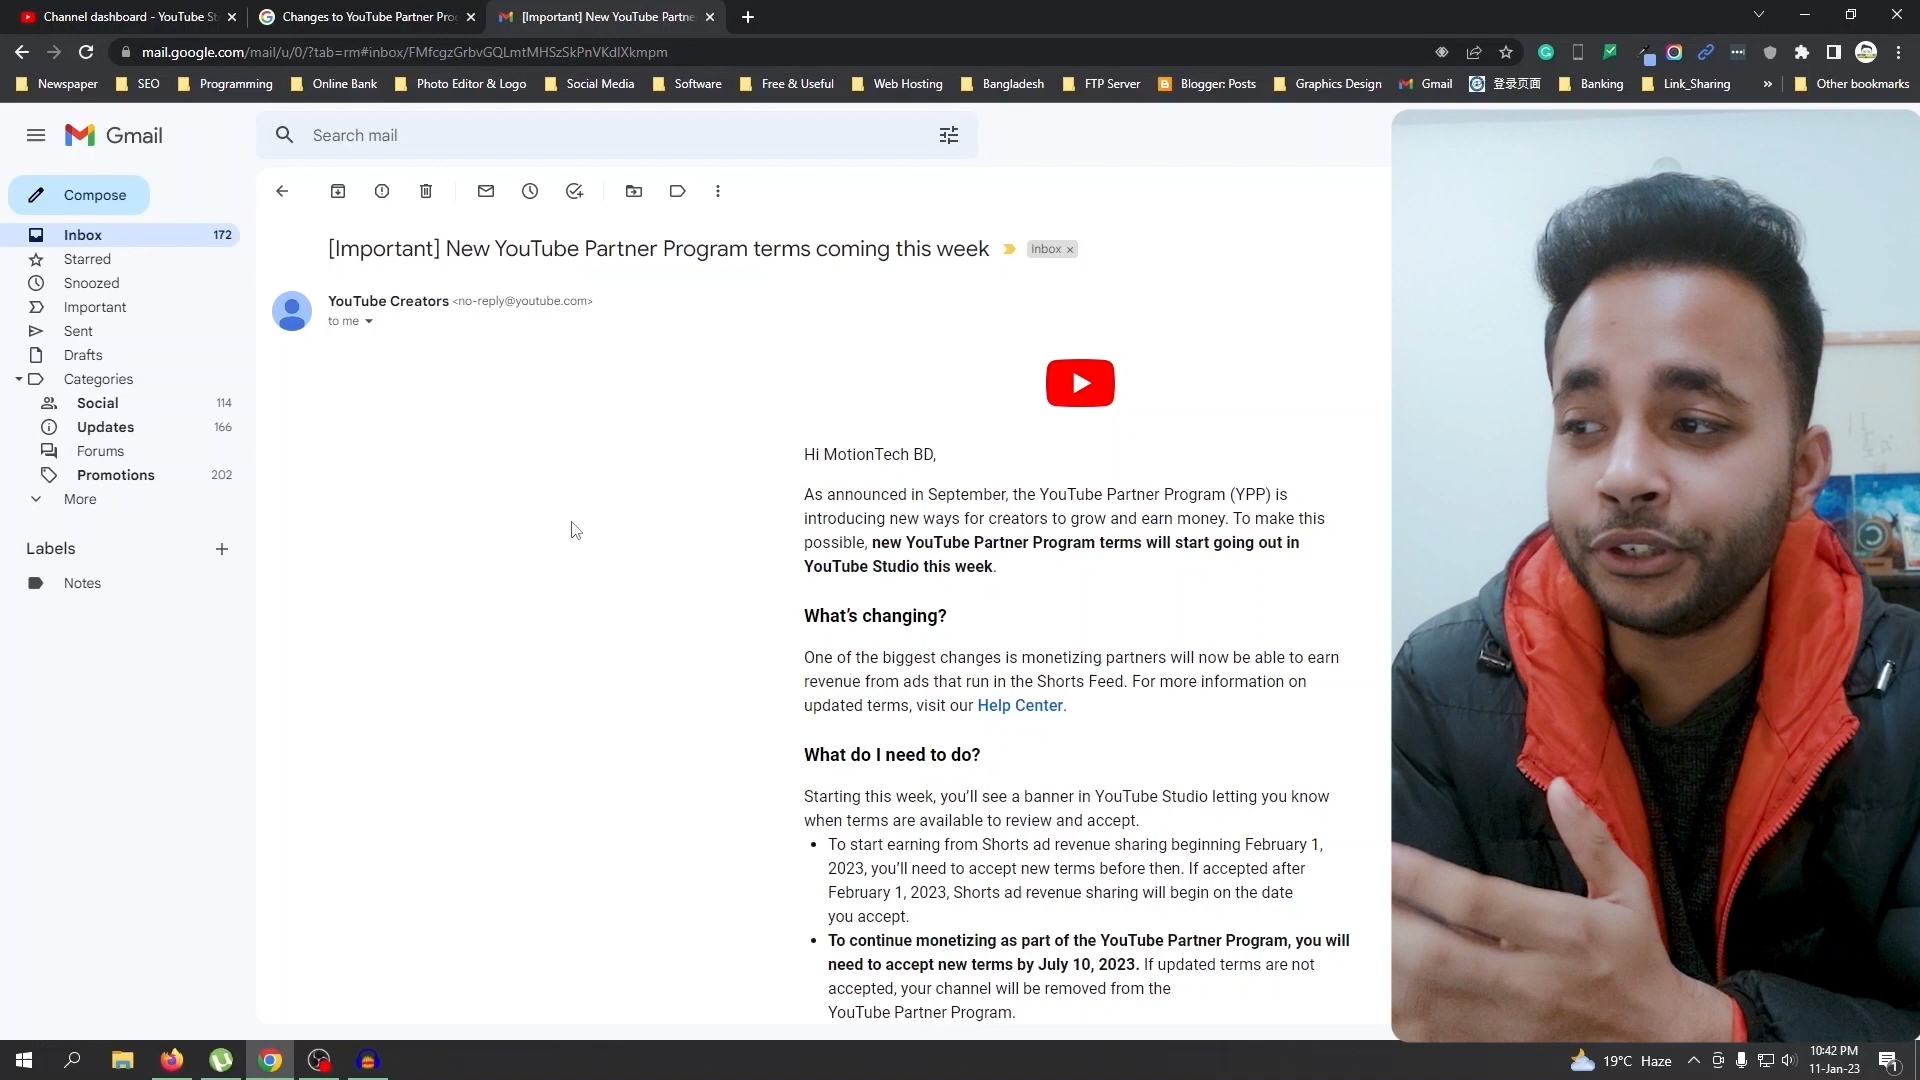 Channel dashboard - YouTube St
Changes to YouTube Partner Pro
[Important] New YouTube Partne
mail.google.com/mail/u/0/?tab=rm#inbox/FMfcgzGrbvGQLmtMHSzSkPnVKdlXkmpm
Newspaper
SEO
Programming
Online Bank
Photo Editor & Logo
Social Media
Software
Free & Useful
Web Hosting
Bangladesh
FTP Server
Blogger Posts
Graphics Design
Gmail
登录页面
Banking
Link_Sharing
»
Other bookmarks
Gmail
Search mail
Compose
Inbox 172
Starred
Snoozed
Important
Sent
Drafts
Categories
Social 114
Updates 166
Forums
Promotions 202
More
Labels
Notes
[Important] New YouTube Partner Program terms coming this week
Inbox ×
YouTube Creators <no-reply@youtube.com>
to me
Hi MotionTech BD,
As announced in September, the YouTube Partner Program (YPP) is
introducing new ways for creators to grow and earn money. To make this
possible, new YouTube Partner Program terms will start going out in
YouTube Studio this week.
What’s changing?
One of the biggest changes is monetizing partners will now be able to earn
revenue from ads that run in the Shorts Feed. For more information on
updated terms, visit our Help Center.
What do I need to do?
Starting this week, you’ll see a banner in YouTube Studio letting you know
when terms are available to review and accept.
• To start earning from Shorts ad revenue sharing beginning February 1,
2023, you’ll need to accept new terms before then. If accepted after
February 1, 2023, Shorts ad revenue sharing will begin on the date
you accept.
• To continue monetizing as part of the YouTube Partner Program, you will
need to accept new terms by July 10, 2023. If updated terms are not
accepted, your channel will be removed from the
YouTube Partner Program.
19°C Haze
10:42 PM
11-Jan-23
1